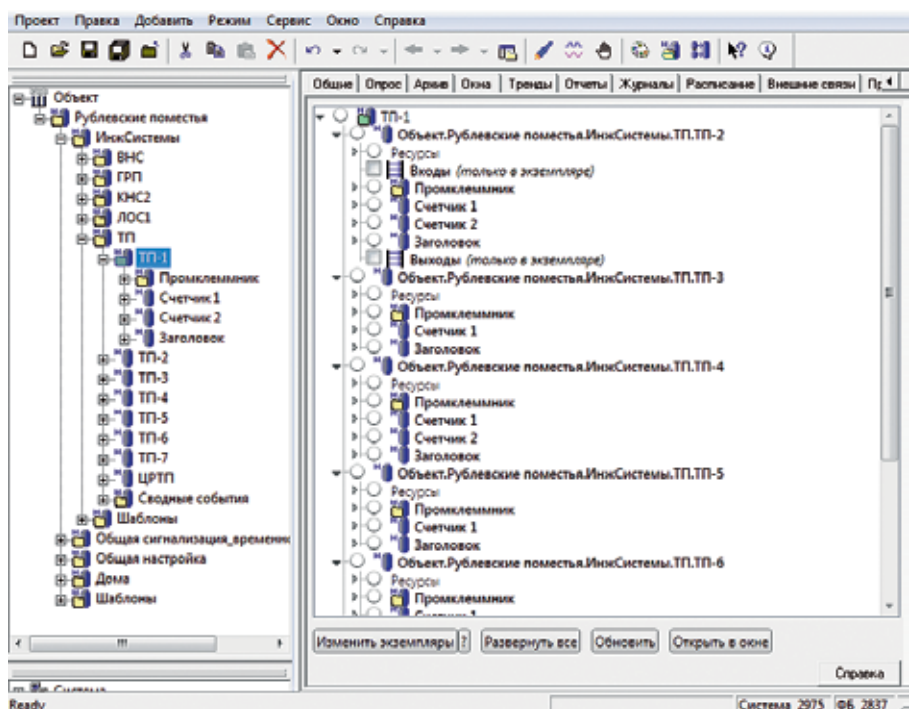 Проект Правка Добавить Режим Сервис Окно Справка
Общие Опрос Архив Окна Тренды Отчеты Журналы Расписание Внешние связи
Объект
Рублевские поместья
ИнжСистемы
ВНС
ГРП
КНС2
ЛОС1
ТП
ТП-1
Промклеммник
Счетчик 1
Счетчик 2
Заголовок
ТП-2
ТП-3
ТП-4
ТП-5
ТП-6
ТП-7
ЦРТП
Сводные события
Шаблоны
Общая сигнализация_временно
Общая настройка
Дома
Шаблоны
ТП-1
Объект.Рублевские поместья.ИнжСистемы.ТП.ТП-2
Ресурсы
Входы (только в экземпляре)
Промклеммник
Счетчик 1
Счетчик 2
Заголовок
Выходы (только в экземпляре)
Объект.Рублевские поместья.ИнжСистемы.ТП.ТП-3
Ресурсы
Промклеммник
Счетчик 1
Заголовок
Объект.Рублевские поместья.ИнжСистемы.ТП.ТП-4
Ресурсы
Промклеммник
Счетчик 1
Счетчик 2
Заголовок
Объект.Рублевские поместья.ИнжСистемы.ТП.ТП-5
Ресурсы
Промклеммник
Счетчик 1
Заголовок
Объект.Рублевские поместья.ИнжСистемы.ТП.ТП-6
Ресурсы
Промклеммник
Счетчик 1
Изменить экземпляры ? Развернуть все Обновить Открыть в окне
Справка
Система
Ready
Система 2975 ФБ 2837